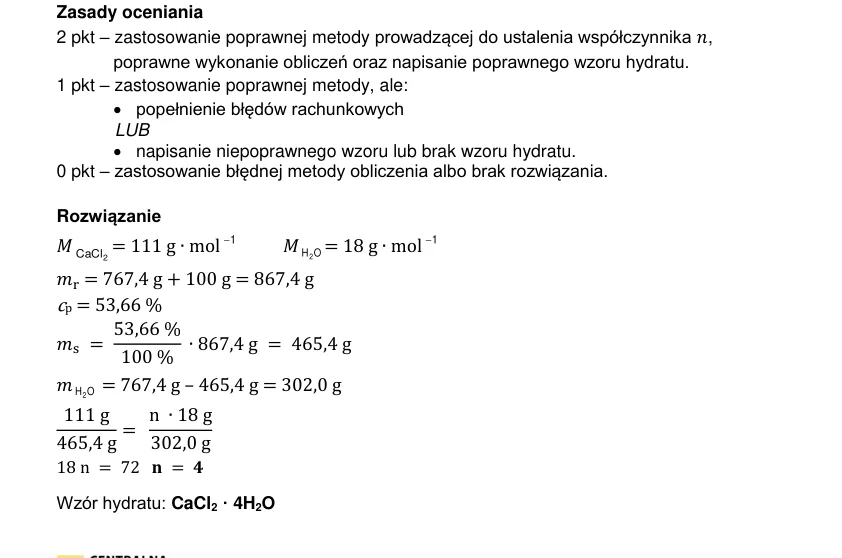 Zasady oceniania
2 pkt – zastosowanie poprawnej metody prowadzącej do ustalenia współczynnika n,
poprawne wykonanie obliczeń oraz napisanie poprawnego wzoru hydratu.
1 pkt – zastosowanie poprawnej metody, ale:
• popełnienie błędów rachunkowych
LUB
• napisanie niepoprawnego wzoru lub brak wzoru hydratu.
0 pkt – zastosowanie błędnej metody obliczenia albo brak rozwiązania.
Rozwiązanie
M CaCl₂ = 111 g · mol⁻¹ M H₂O = 18 g · mol⁻¹
mᵣ = 767,4 g + 100 g = 867,4 g
cₚ = 53,66 %
mₛ = 53,66 % / 100 % · 867,4 g = 465,4 g
m H₂O = 767,4 g – 465,4 g = 302,0 g
111 g / 465,4 g = n · 18 g / 302,0 g
18 n = 72 n = 4
Wzór hydratu: CaCl₂ · 4H₂O
CENTRALNA